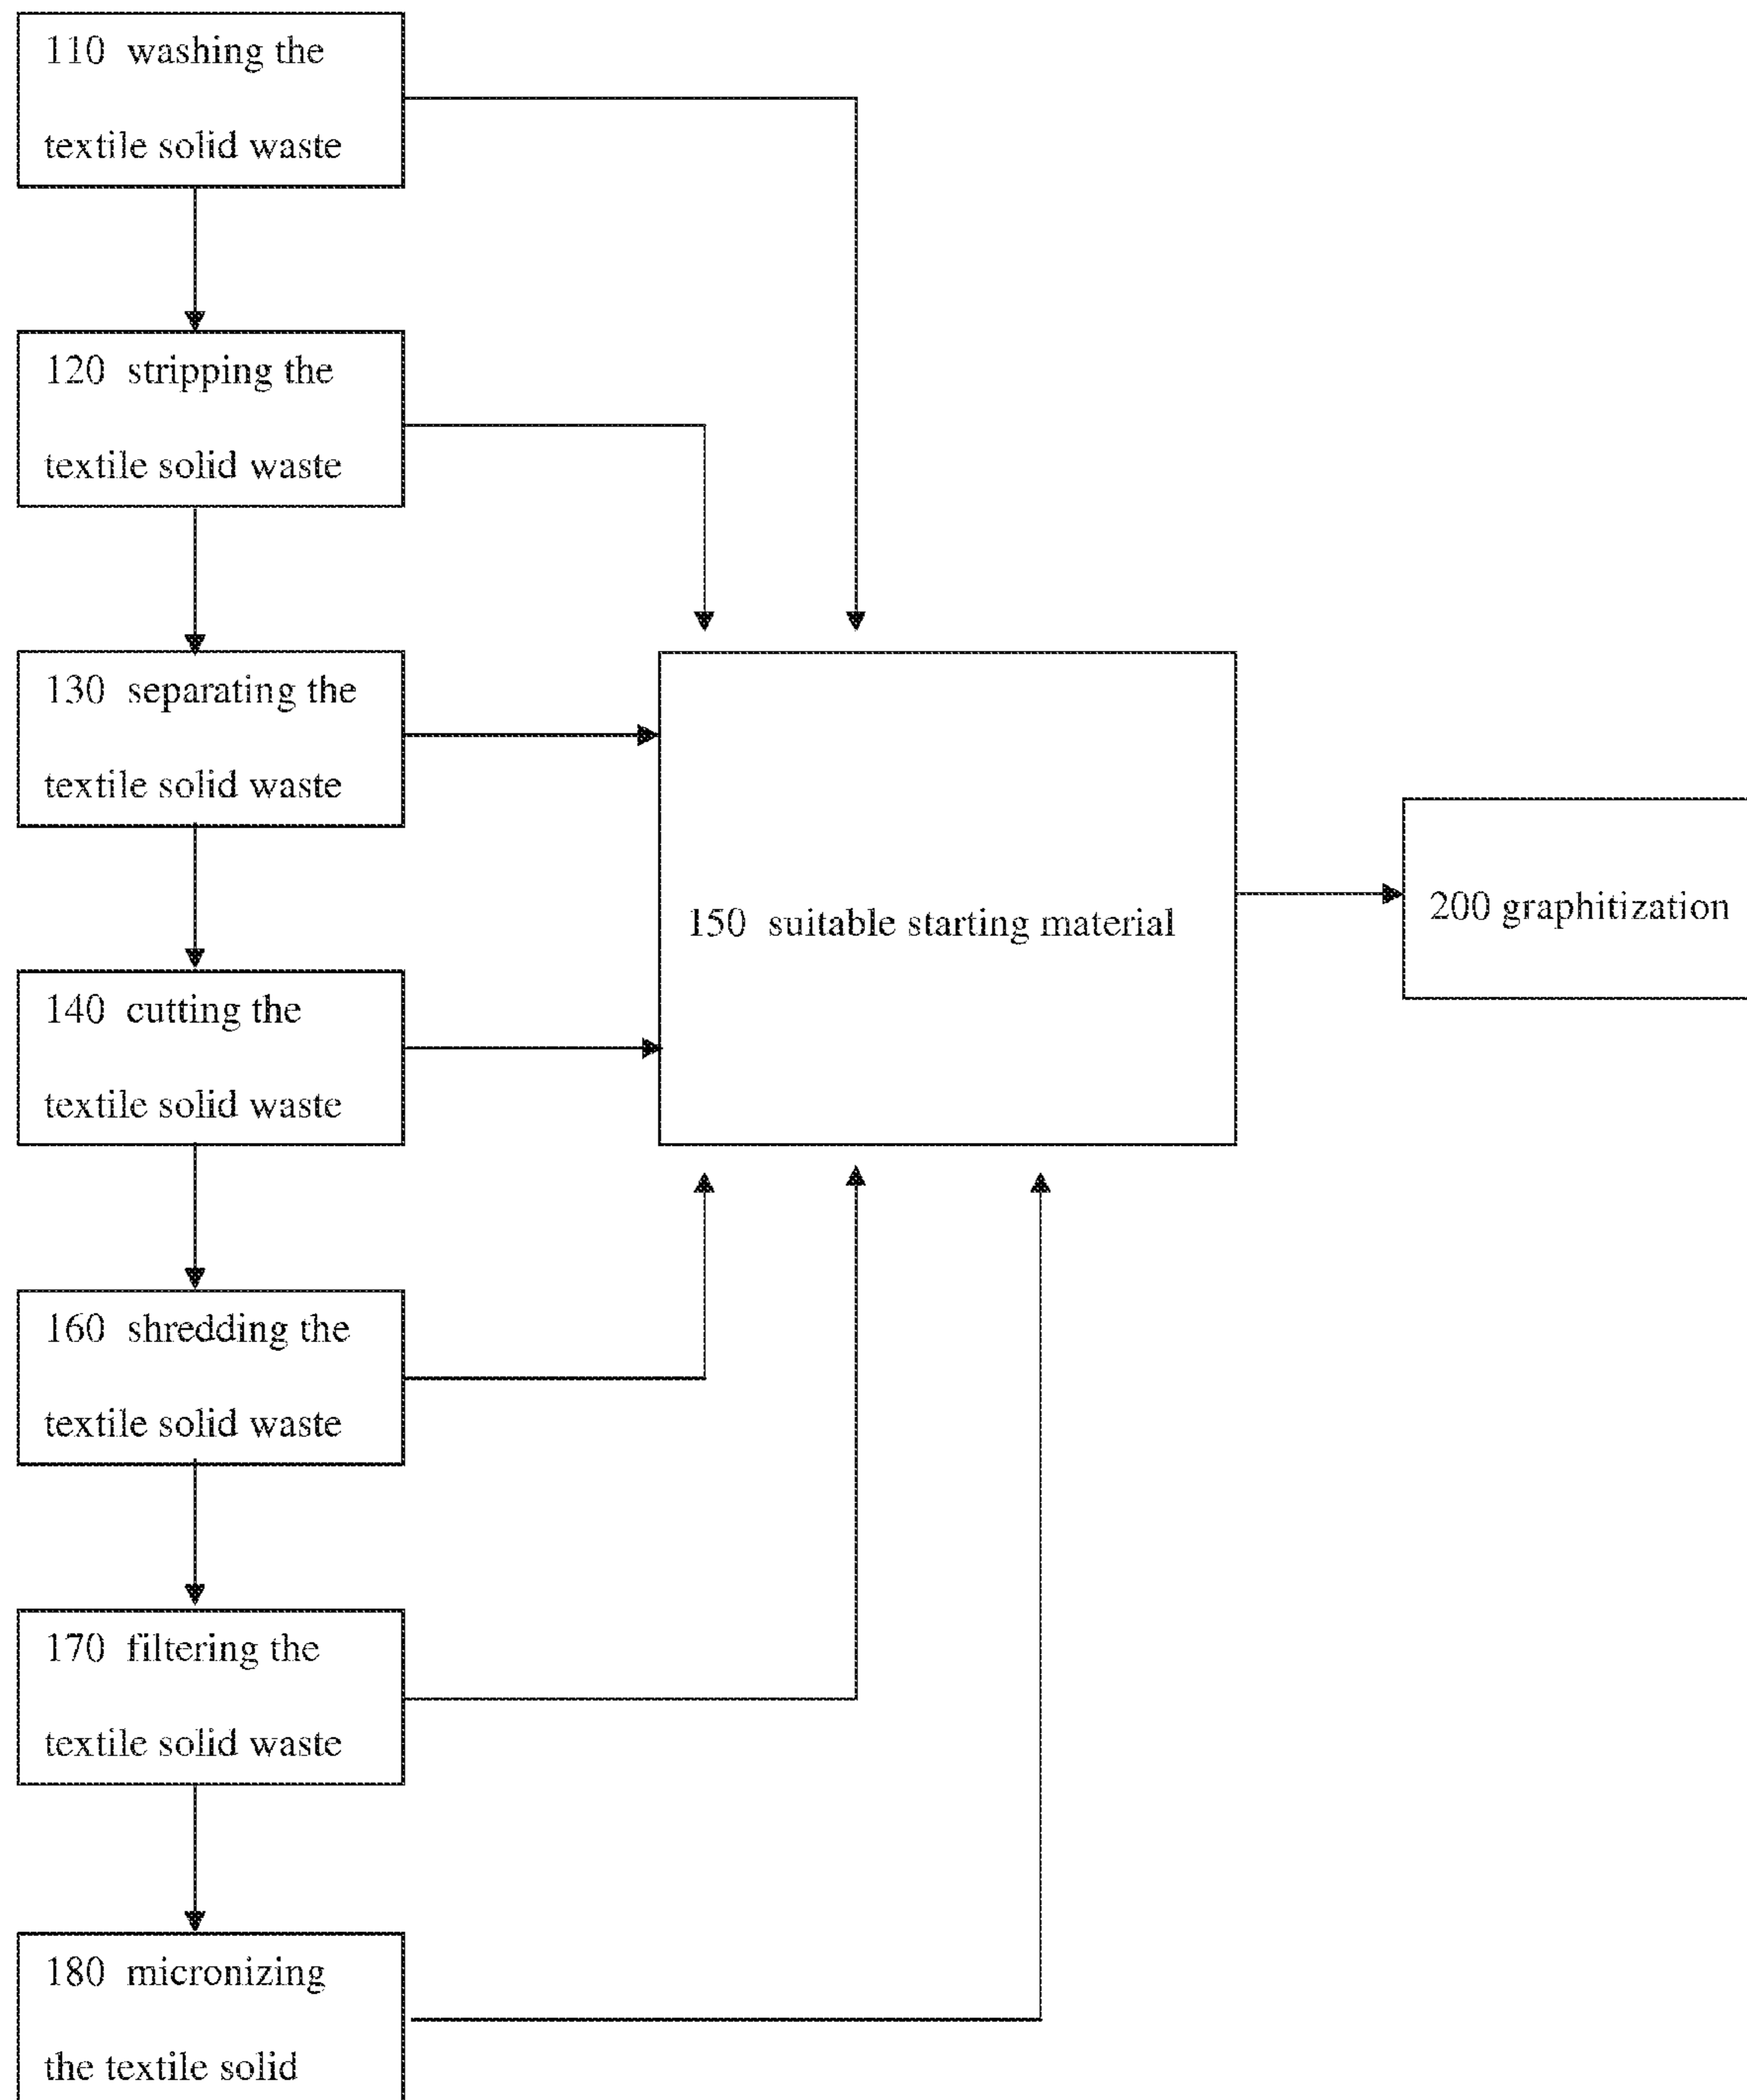 110 washing the
textile solid waste
120 stripping the
textile solid waste
130 separating the
textile solid waste
140 cutting the
textile solid waste
150 suitable starting material
200 graphitization
160 shredding the
textile solid waste
170 filtering the
textile solid waste
180 micronizing
the textile solid